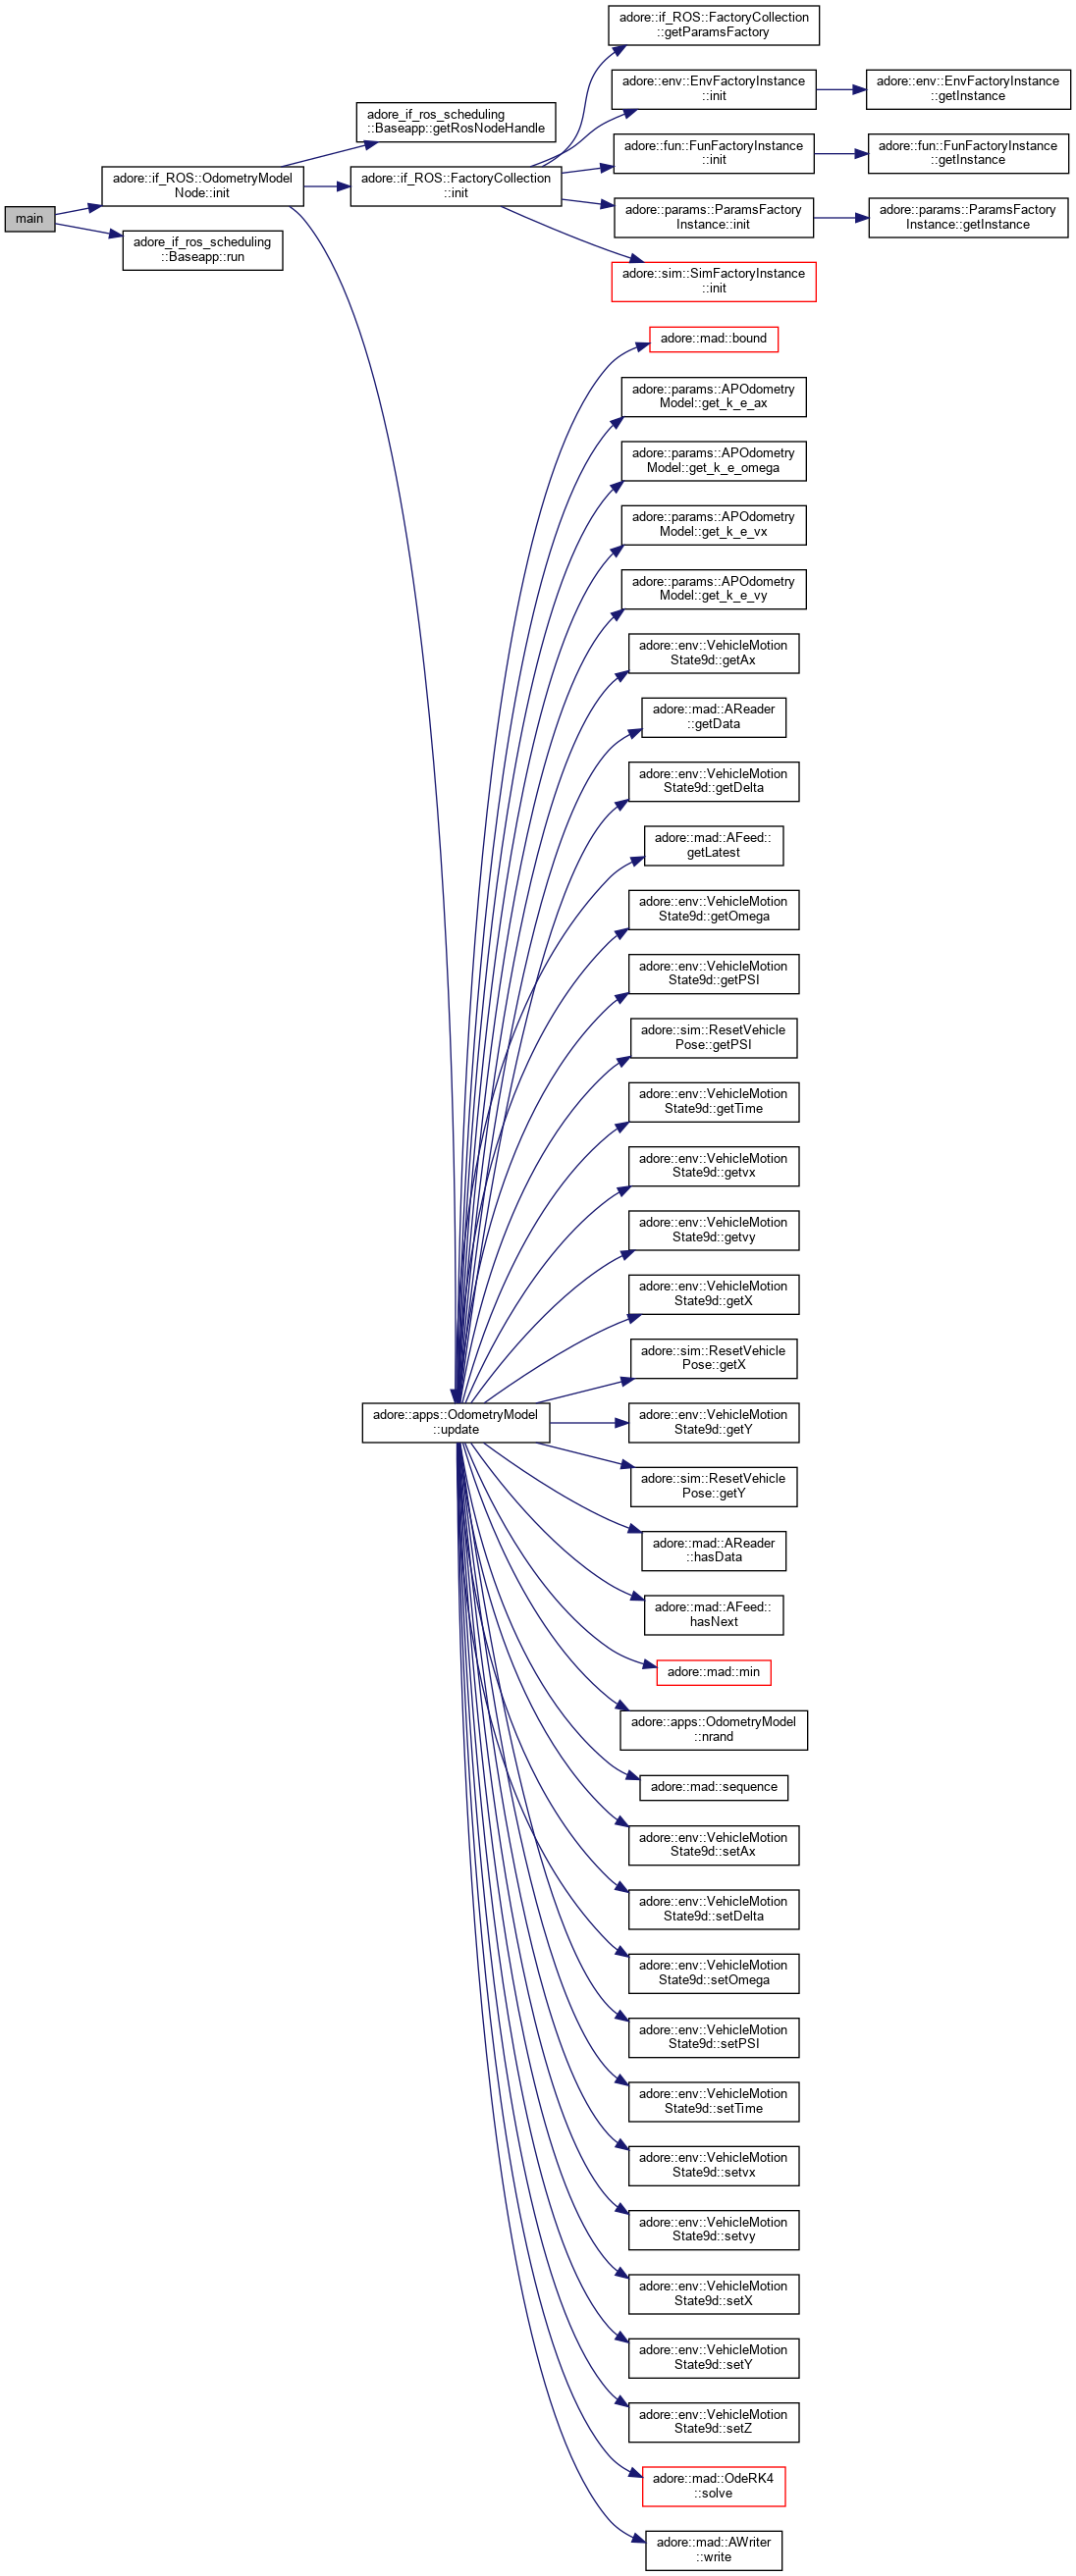 main
adore::if_ROS::OdometryModel
Node::init
adore_if_ros_scheduling
::Baseapp::run
adore_if_ros_scheduling
::Baseapp::getRosNodeHandle
adore::if_ROS::FactoryCollection
::init
adore::if_ROS::FactoryCollection
::getParamsFactory
adore::env::EnvFactoryInstance
::init
adore::env::EnvFactoryInstance
::getInstance
adore::fun::FunFactoryInstance
::init
adore::fun::FunFactoryInstance
::getInstance
adore::params::ParamsFactory
Instance::init
adore::params::ParamsFactory
Instance::getInstance
adore::sim::SimFactoryInstance
::init
adore::apps::OdometryModel
::update
adore::mad::bound
adore::params::APOdometry
Model::get_k_e_ax
adore::params::APOdometry
Model::get_k_e_omega
adore::params::APOdometry
Model::get_k_e_vx
adore::params::APOdometry
Model::get_k_e_vy
adore::env::VehicleMotion
State9d::getAx
adore::mad::AReader
::getData
adore::env::VehicleMotion
State9d::getDelta
adore::mad::AFeed::
getLatest
adore::env::VehicleMotion
State9d::getOmega
adore::env::VehicleMotion
State9d::getPSI
adore::sim::ResetVehicle
Pose::getPSI
adore::env::VehicleMotion
State9d::getTime
adore::env::VehicleMotion
State9d::getvx
adore::env::VehicleMotion
State9d::getvy
adore::env::VehicleMotion
State9d::getX
adore::sim::ResetVehicle
Pose::getX
adore::env::VehicleMotion
State9d::getY
adore::sim::ResetVehicle
Pose::getY
adore::mad::AReader
::hasData
adore::mad::AFeed::
hasNext
adore::mad::min
adore::apps::OdometryModel
::nrand
adore::mad::sequence
adore::env::VehicleMotion
State9d::setAx
adore::env::VehicleMotion
State9d::setDelta
adore::env::VehicleMotion
State9d::setOmega
adore::env::VehicleMotion
State9d::setPSI
adore::env::VehicleMotion
State9d::setTime
adore::env::VehicleMotion
State9d::setvx
adore::env::VehicleMotion
State9d::setvy
adore::env::VehicleMotion
State9d::setX
adore::env::VehicleMotion
State9d::setY
adore::env::VehicleMotion
State9d::setZ
adore::mad::OdeRK4
::solve
adore::mad::AWriter
::write